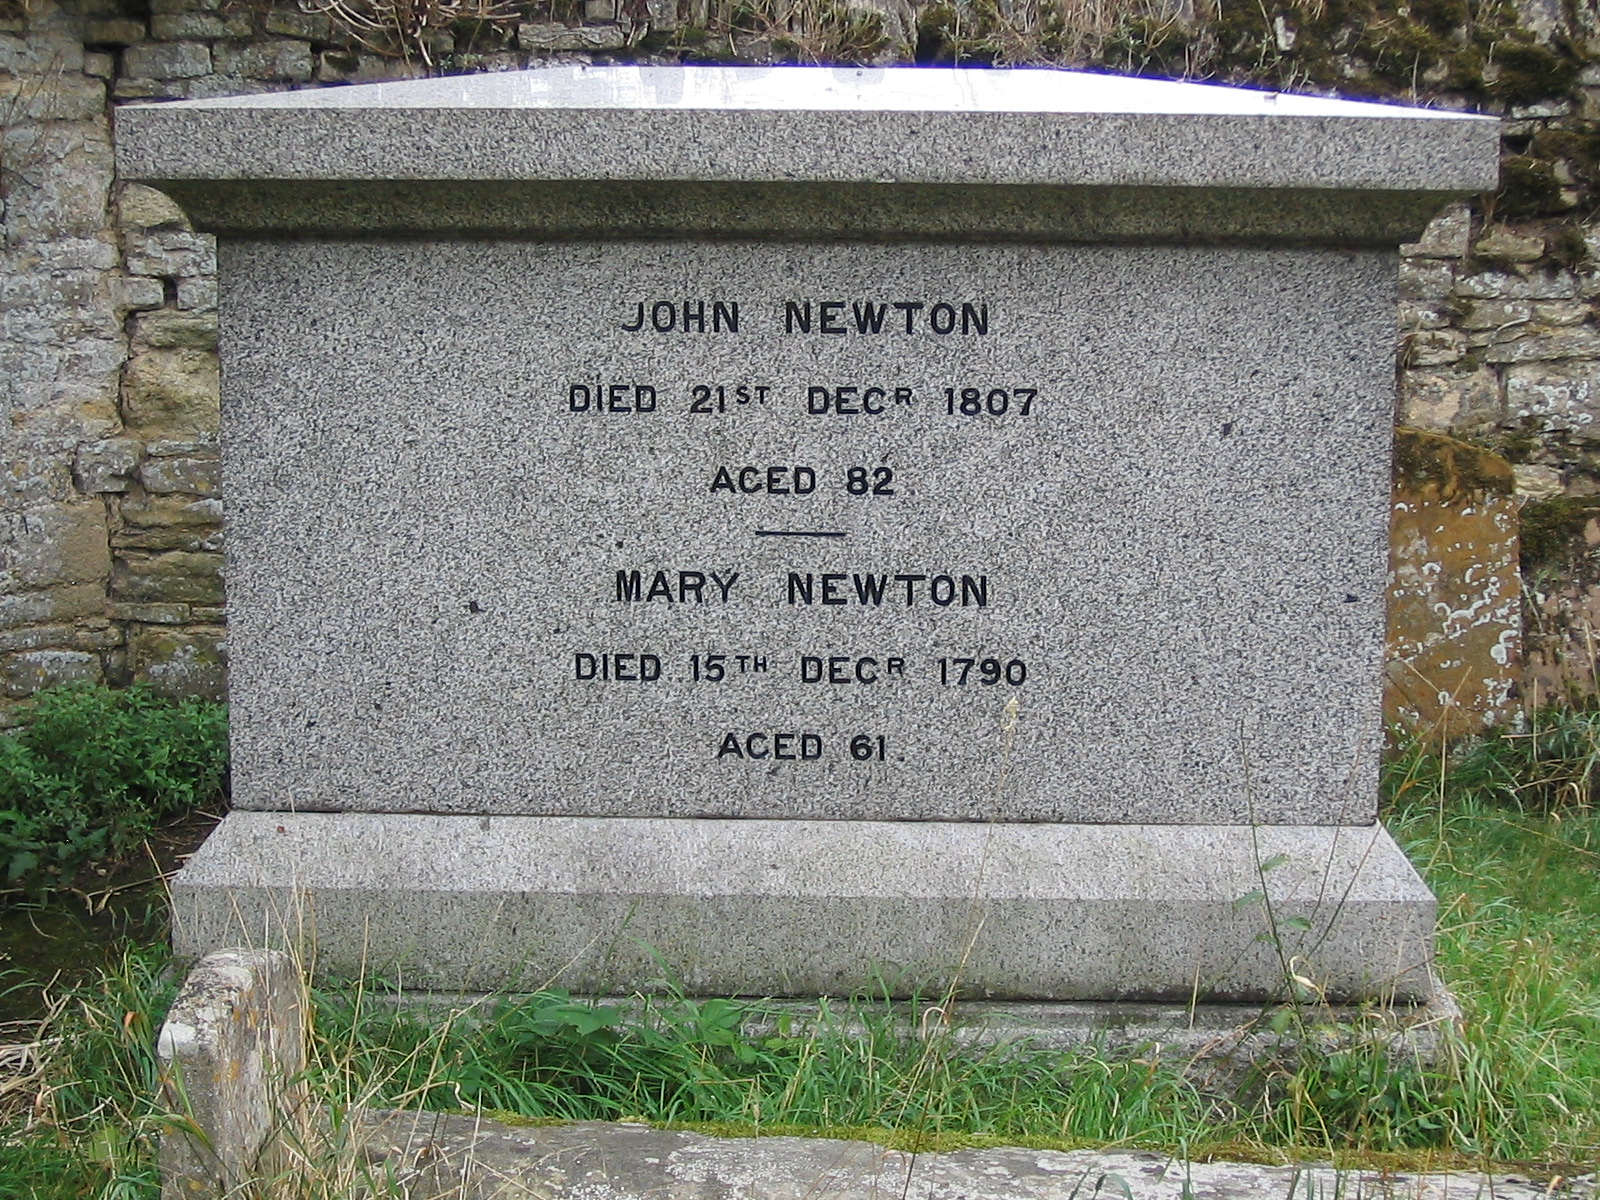 JOHN NEWTON
DIED 21ST DECR 1807
AGED 82.
MARY NEWTON
DIED 15TH DECR 1790
AGED 61.